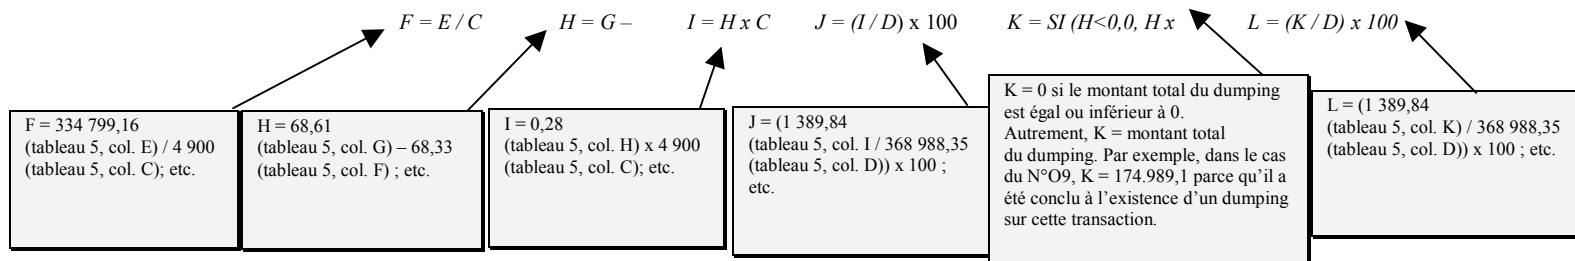 F = E / C H = G – I = H x C J = (I / D) x 100 K = SI (H<0,0, H x L = (K / D) x 100
F = 334 799,16
(tableau 5, col. E) / 4 900
(tableau 5, col. C); etc.
H = 68,61
(tableau 5, col. G) – 68,33
(tableau 5, col. F) ; etc.
I = 0,28
(tableau 5, col. H) x 4 900
(tableau 5, col. C); etc.
J = (1 389,84
(tableau 5, col. I / 368 988,35
(tableau 5, col. D)) x 100 ;
etc.
K = 0 si le montant total du dumping
est égal ou inférieur à 0.
Autrement, K = montant total
du dumping. Par exemple, dans le cas
du N°O9, K = 174.989,1 parce qu’il a
été conclu à l’existence d’un dumping
sur cette transaction.
L = (1 389,84
(tableau 5, col. K) / 368 988,35
(tableau 5, col. D)) x 100 ; etc.